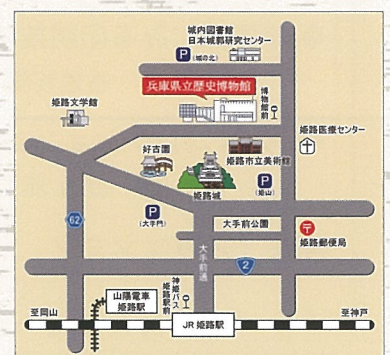 城内図書館
日本城郭研究センター
P
(城の北)
兵庫県立歴史博物館
博物館前
姫路文学館
姫路医療センター
好古園
姫路市立美術館
姫路城
P
(姫山)
P
(大手門)
大手前公園
姫路郵便局
62
大手前通
2
神姫バス
姫路駅前
山陽電車
姫路駅
至岡山
至神戸
JR 姫路駅